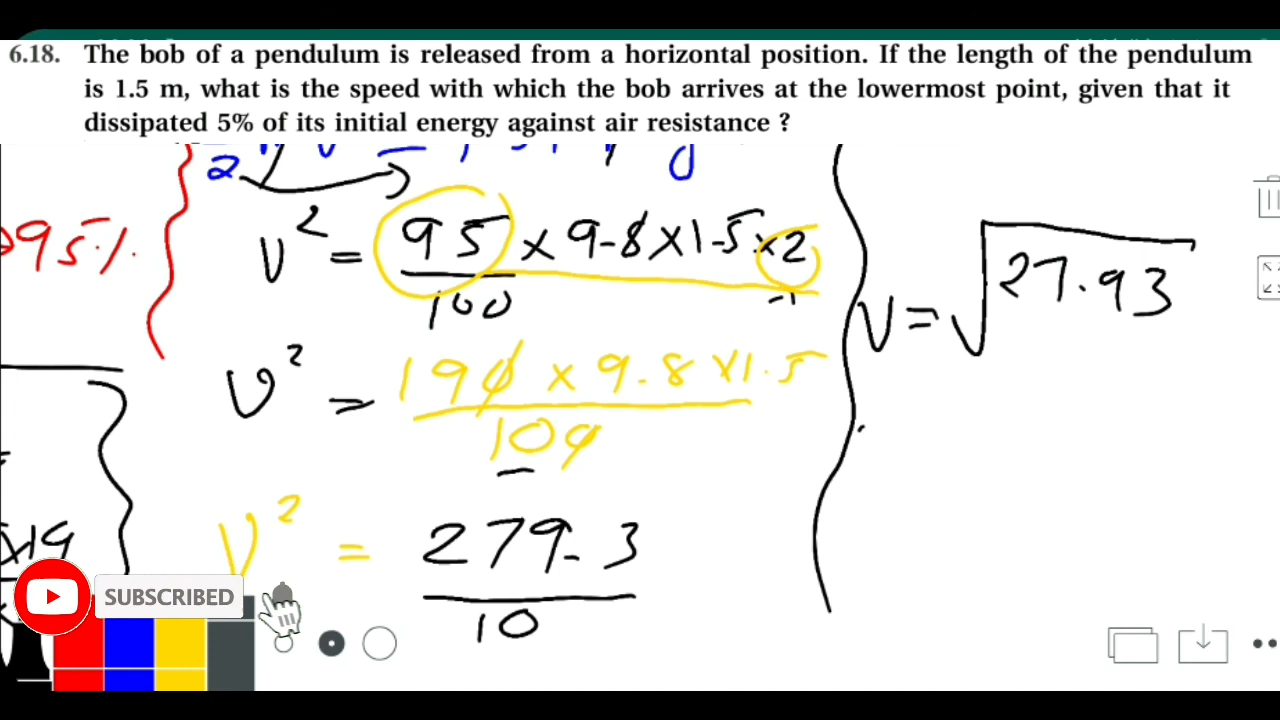 6.18. The bob of a pendulum is released from a horizontal position. If the length of the pendulum
is 1.5 m, what is the speed with which the bob arrives at the lowermost point, given that it
dissipated 5% of its initial energy against air resistance ?
2
95%
v² = 95 × 9.8 × 1.5 × 2
100
v² = 190 × 9.8 × 1.5
100
v² = 279.3
10
v = √27.93
×19
SUBSCRIBED